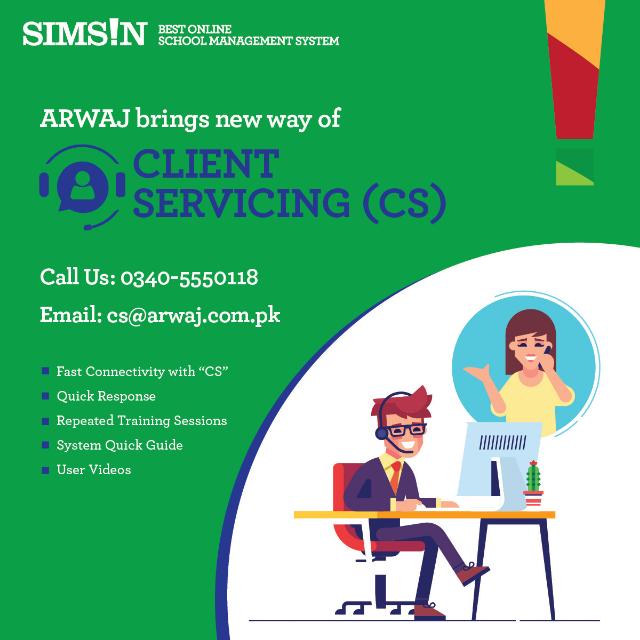 SIMS!N
BEST ONLINE
SCHOOL MANAGEMENT SYSTEM
ARWAJ brings new way of
CLIENT
SERVICING (CS)
Call Us: 0340-5550118
Email: cs@arwaj.com.pk
Fast Connectivity with “CS”
Quick Response
Repeated Training Sessions
System Quick Guide
User Videos